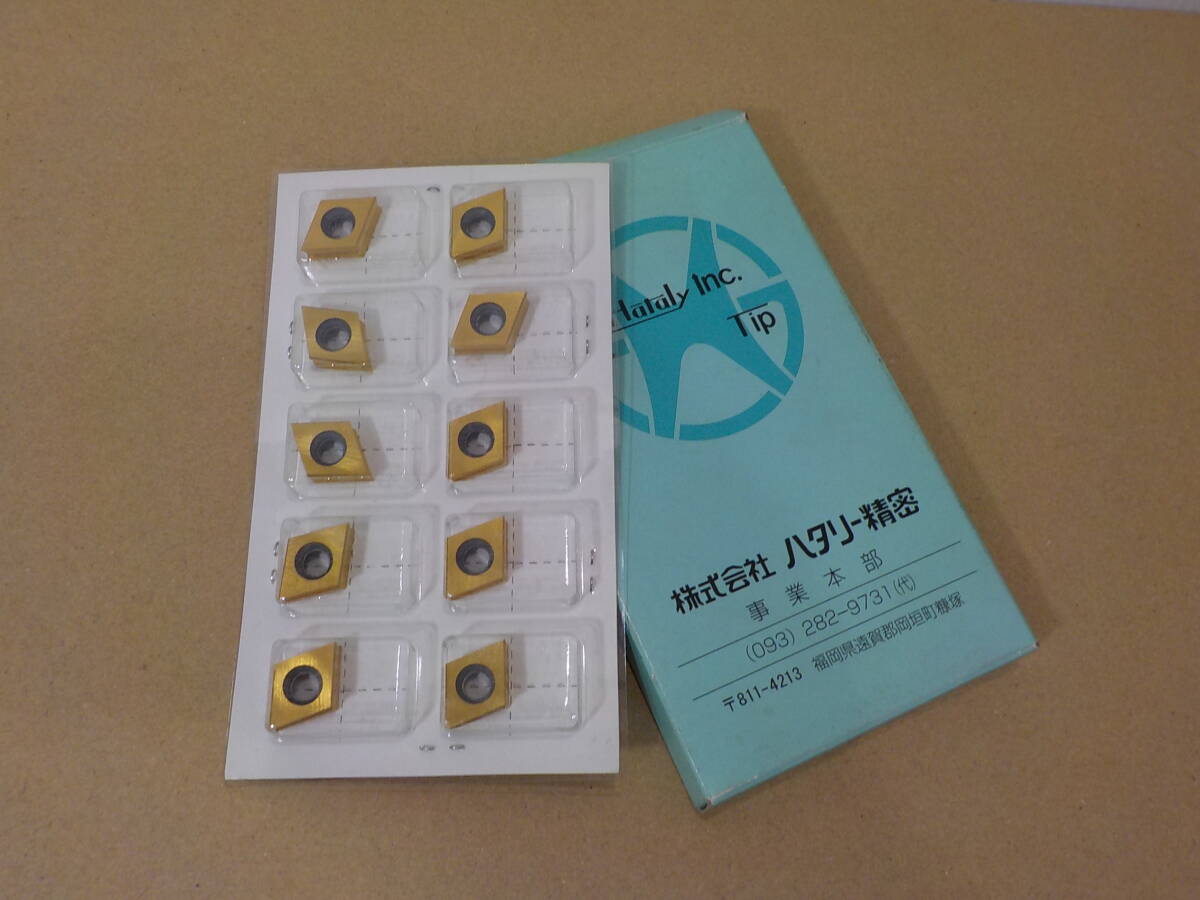 Hataly Inc.
Tip
株式会社 ハタリー精密
事業本部
(093) 282-9731(代)
〒811-4213 福岡県遠賀郡岡垣町糠塚